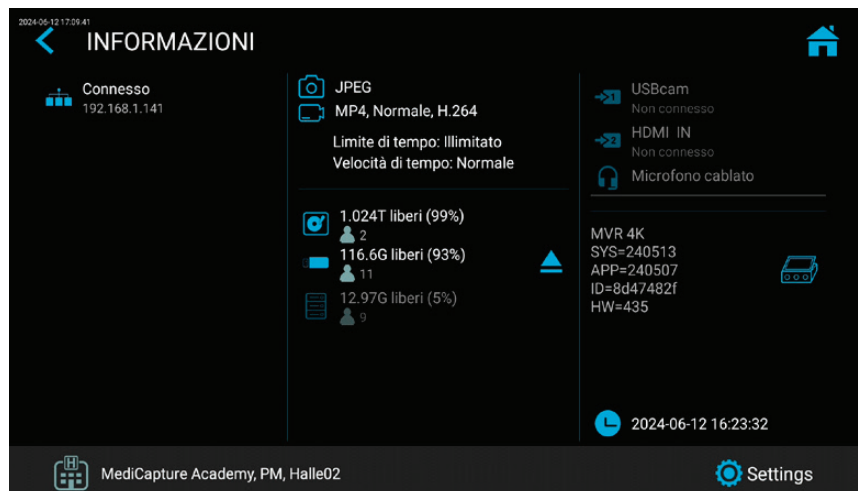 2024-06-12 17:09:41
INFORMAZIONI
Connesso
192.168.1.141
JPEG
MP4, Normale, H.264
Limite di tempo: Illimitato
Velocità di tempo: Normale
1.024T liberi (99%)
2
116.6G liberi (93%)
11
12.97G liberi (5%)
9
1 USBcam
Non connesso
2 HDMI IN
Non connesso
Microfono cablato
MVR 4K
SYS=240513
APP=240507
ID=8d47482f
HW=435
2024-06-12 16:23:32
H
MediCapture Academy, PM, Halle02
Settings